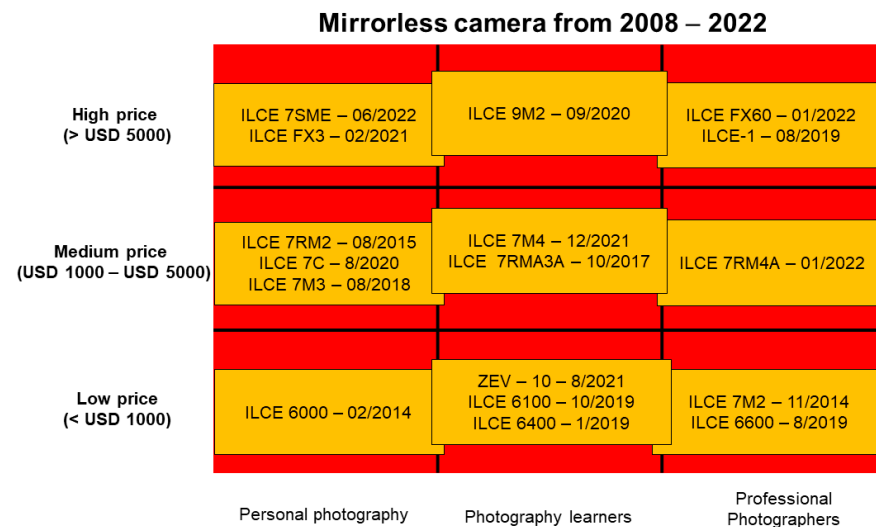 Mirrorless camera from 2008 – 2022
High price
(> USD 5000)
ILCE 7SME – 06/2022
ILCE FX3 – 02/2021
ILCE 9M2 – 09/2020
ILCE FX60 – 01/2022
ILCE-1 – 08/2019
Medium price
(USD 1000 – USD 5000)
ILCE 7RM2 – 08/2015
ILCE 7C – 8/2020
ILCE 7M3 – 08/2018
ILCE 7M4 – 12/2021
ILCE 7RMA3A – 10/2017
ILCE 7RM4A – 01/2022
Low price
(< USD 1000)
ILCE 6000 – 02/2014
ZEV – 10 – 8/2021
ILCE 6100 – 10/2019
ILCE 6400 – 1/2019
ILCE 7M2 – 11/2014
ILCE 6600 – 8/2019
Personal photography
Photography learners
Professional
Photographers